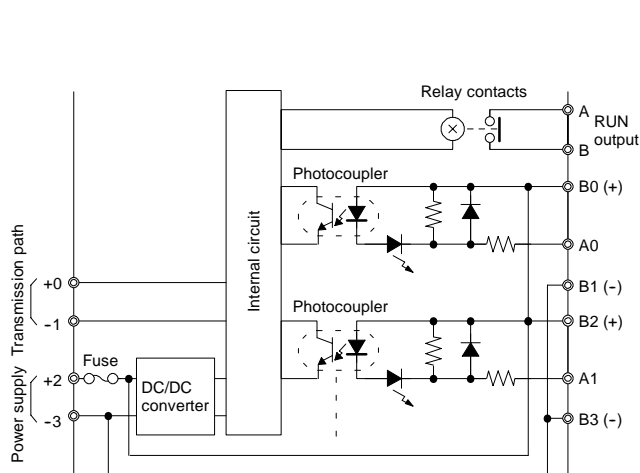 Relay contacts
A
RUN
output
B
Photocoupler
B0 (+)
A0
Internal circuit
Transmission path
+0
-1
B1 (-)
Photocoupler
B2 (+)
Power supply
Fuse
+2
DC/DC
converter
A1
-3
B3 (-)